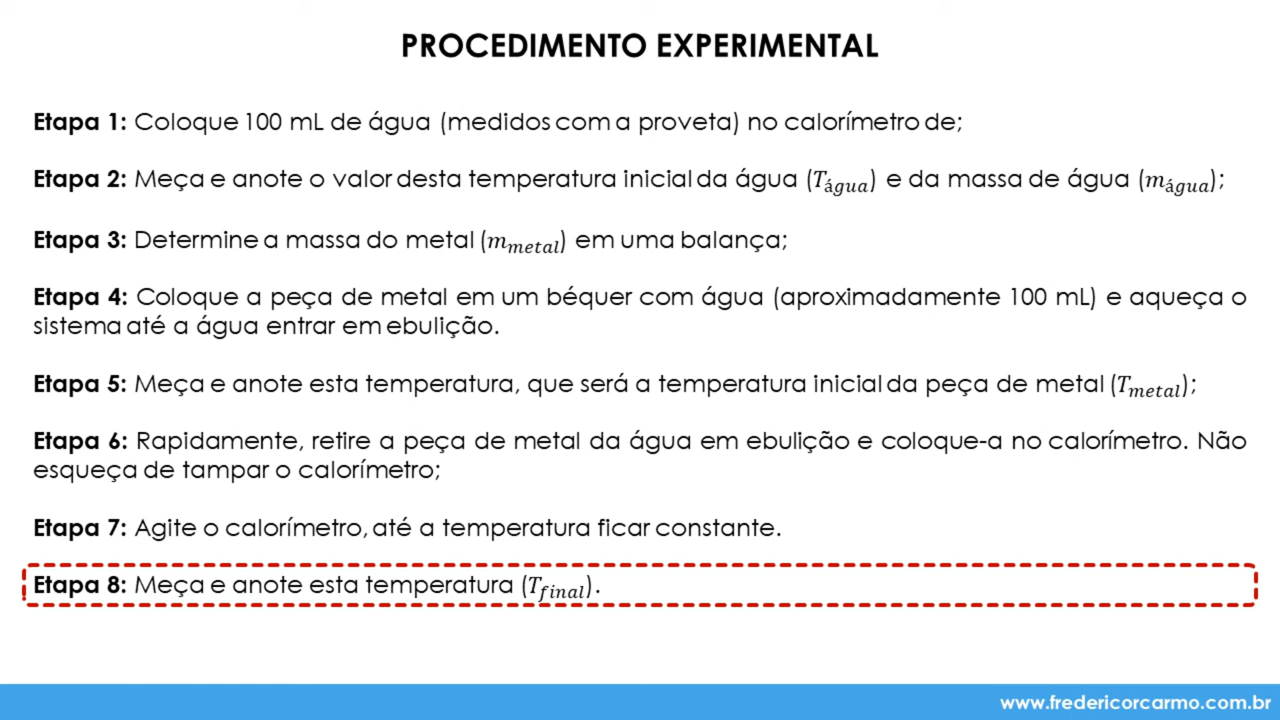 PROCEDIMENTO EXPERIMENTAL
Etapa 1: Coloque 100 mL de água (medidos com a proveta) no calorímetro de;
Etapa 2: Meça e anote o valor desta temperatura inicial da água (Tágua) e da massa de água (mágua);
Etapa 3: Determine a massa do metal (mmetal) em uma balança;
Etapa 4: Coloque a peça de metal em um béquer com água (aproximadamente 100 mL) e aqueça o
sistema até a água entrar em ebulição.
Etapa 5: Meça e anote esta temperatura, que será a temperatura inicial da peça de metal (Tmetal);
Etapa 6: Rapidamente, retire a peça de metal da água em ebulição e coloque-a no calorímetro. Não
esqueça de tampar o calorímetro;
Etapa 7: Agite o calorímetro, até a temperatura ficar constante.
Etapa 8: Meça e anote esta temperatura (Tfinal).
www.fredericorcarmo.com.br